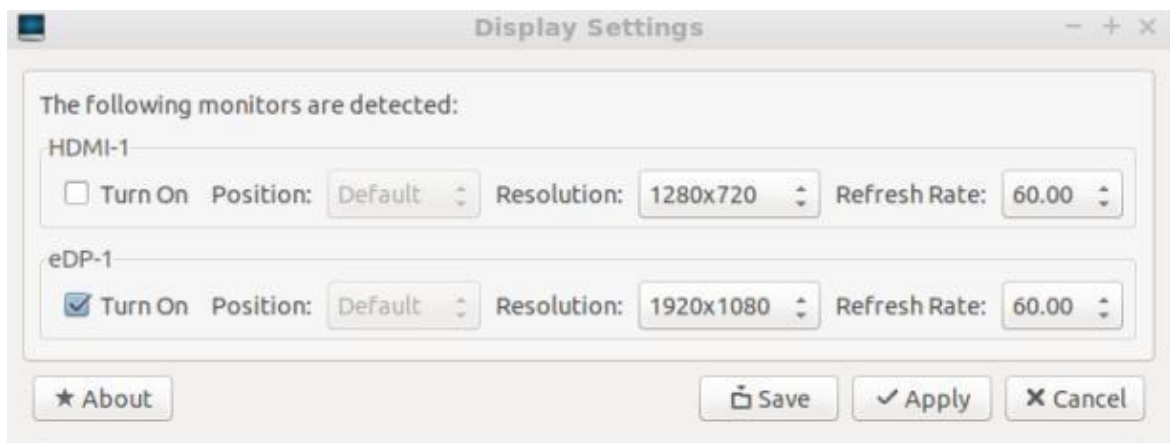 Display Settings
The following monitors are detected:
HDMI-1
Turn On Position: Default Resolution: 1280x720 Refresh Rate: 60.00
eDP-1
Turn On Position: Default Resolution: 1920x1080 Refresh Rate: 60.00
About Save Apply Cancel